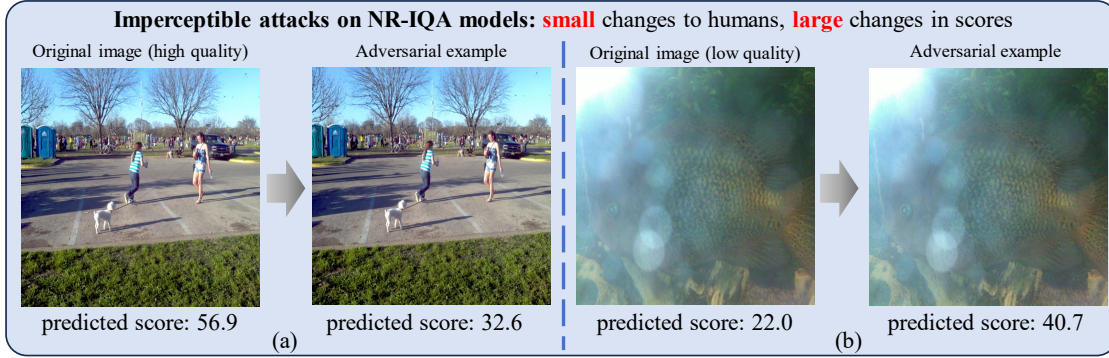 Imperceptible attacks on NR-IQA models: small changes to humans, large changes in scores
Original image (high quality)
Adversarial example
predicted score: 56.9
predicted score: 32.6
(a)
Original image (low quality)
Adversarial example
predicted score: 22.0
predicted score: 40.7
(b)